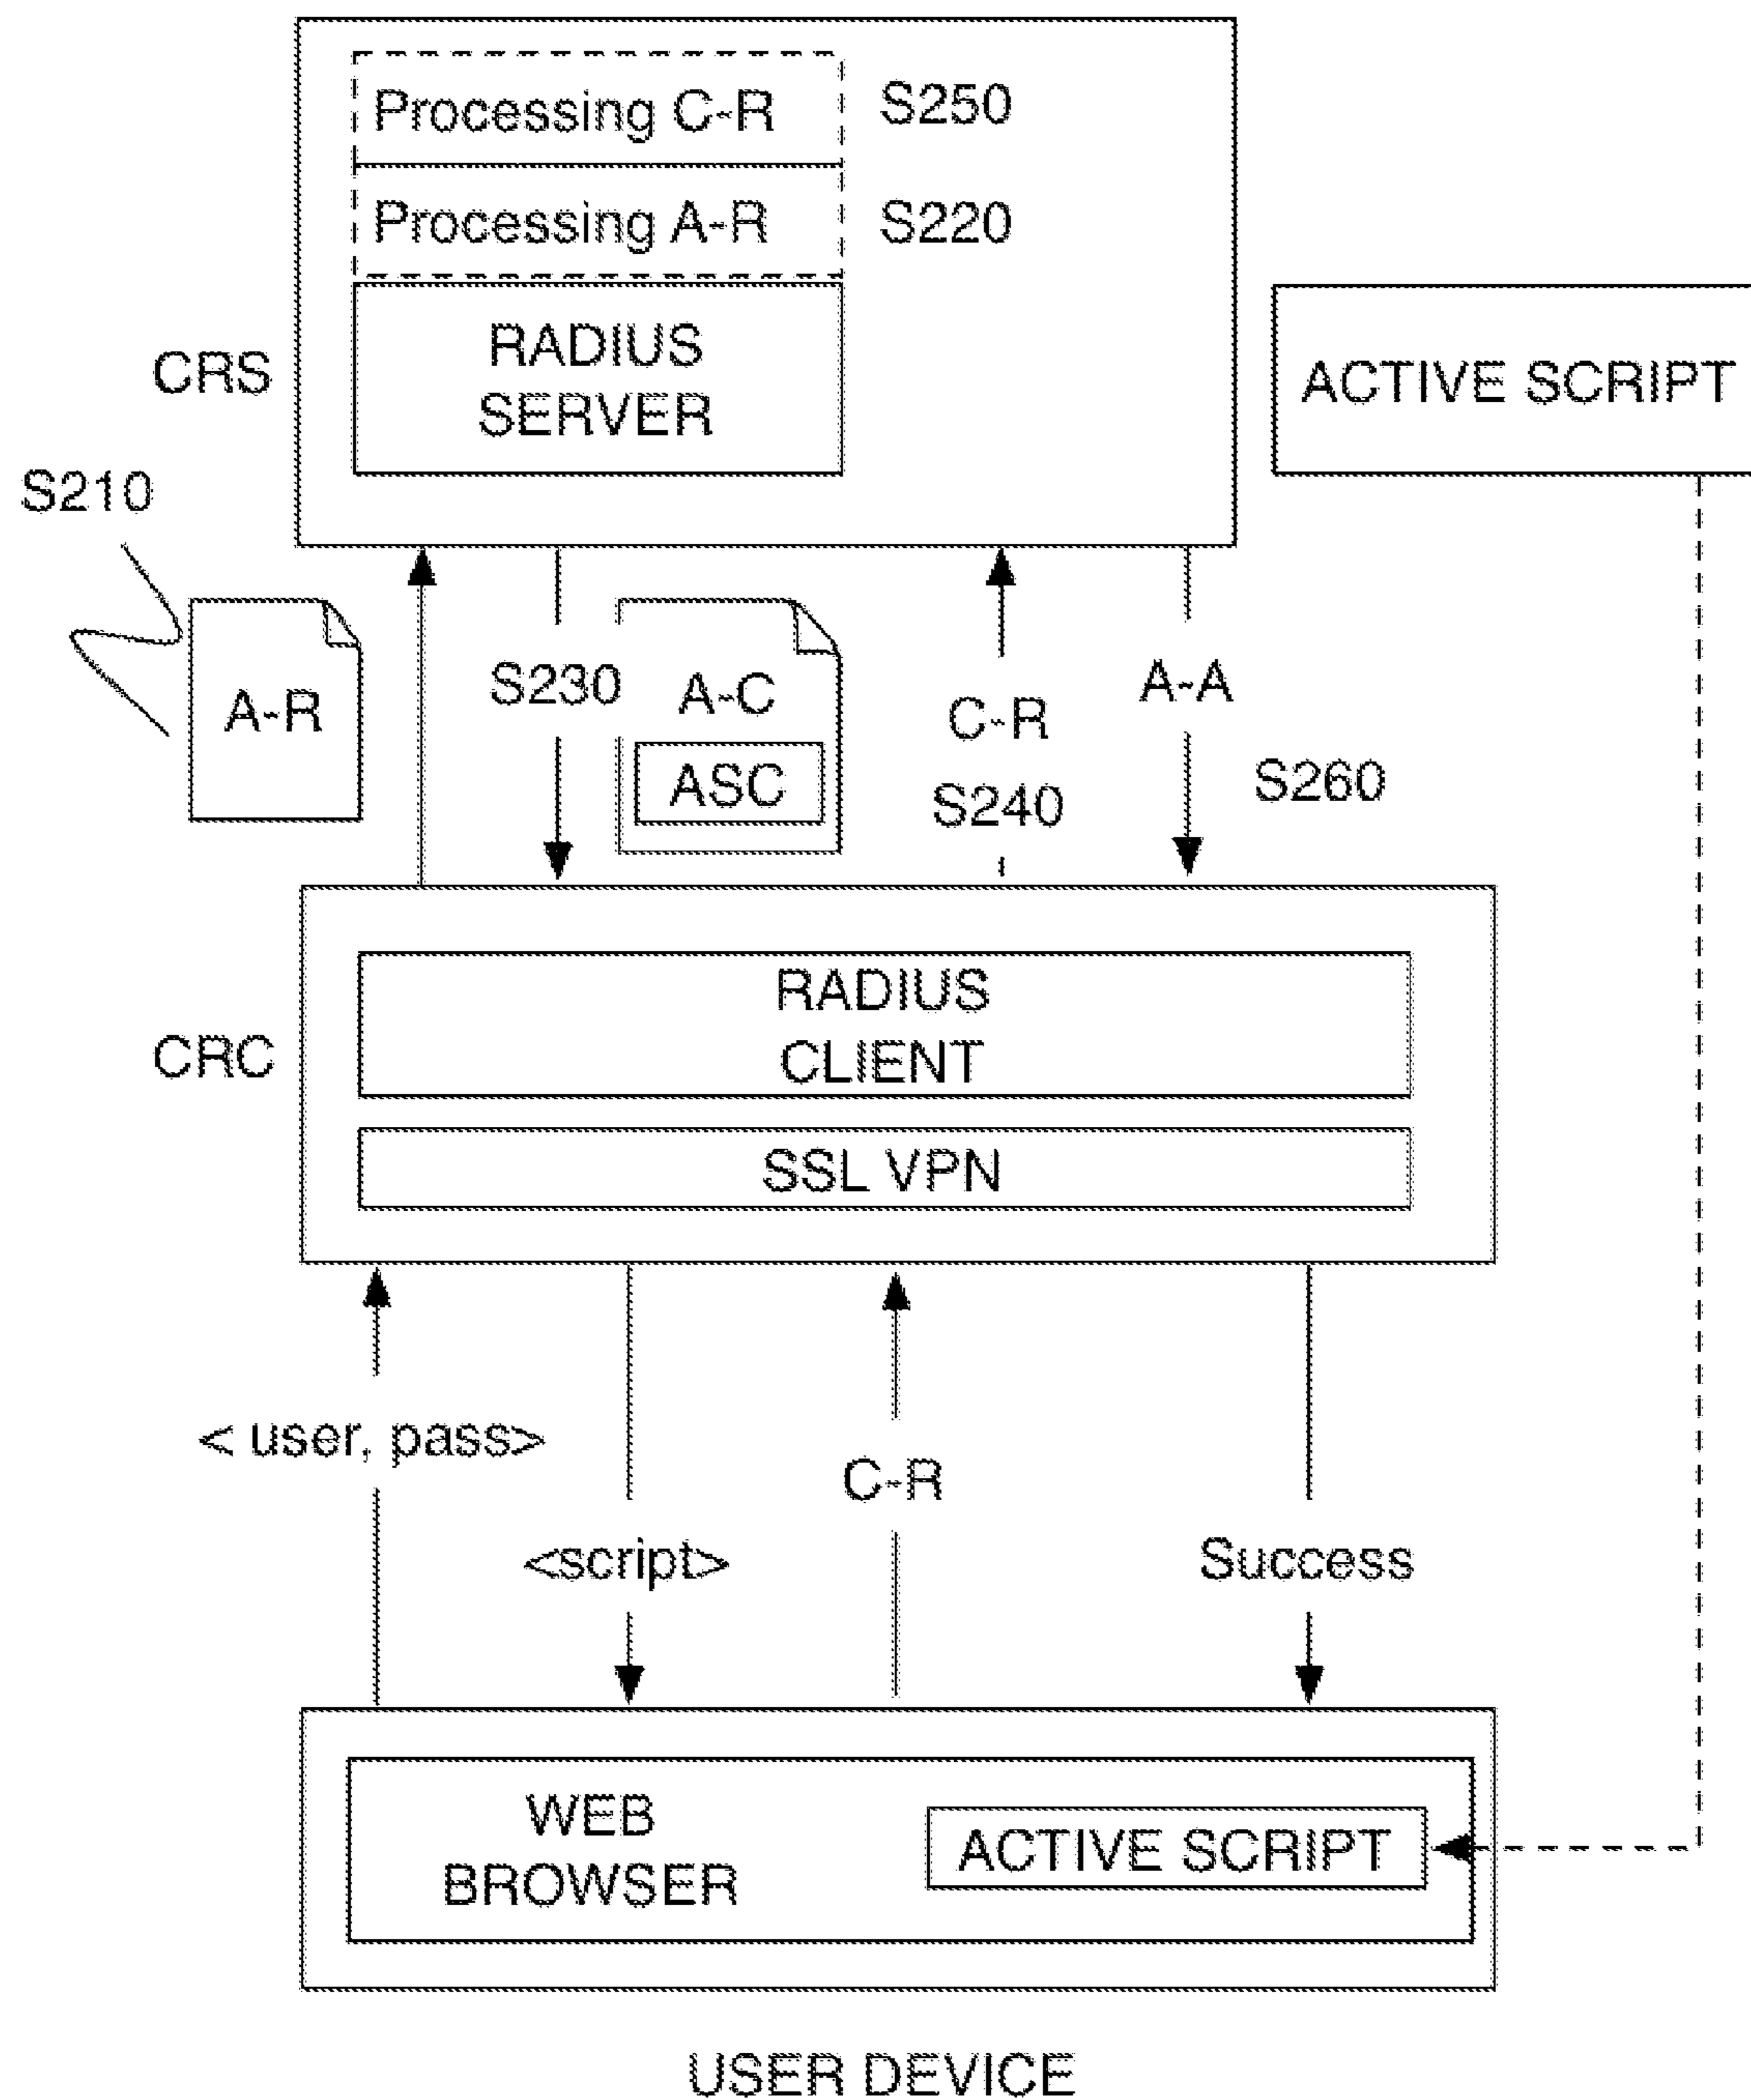 Processing C-R
S250
Processing A-R
S220
RADIUS
SERVER
CRS
ACTIVE SCRIPT
S210
A-R
S230
A-C
ASC
C-R
S240
A-A
S260
RADIUS
CLIENT
CRC
SSL VPN
< user, pass>
<script>
C-R
Success
WEB
BROWSER
ACTIVE SCRIPT
USER DEVICE